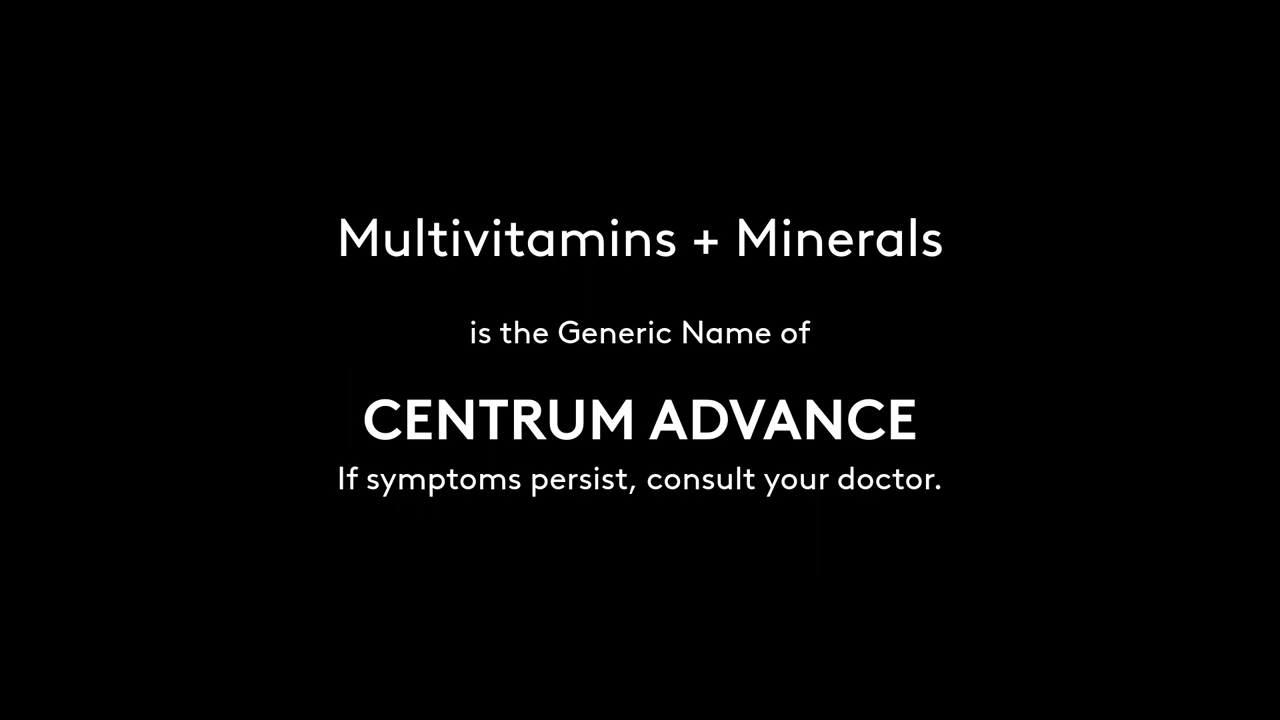 Multivitamins + Minerals
is the Generic Name of
CENTRUM ADVANCE
If symptoms persist, consult your doctor.